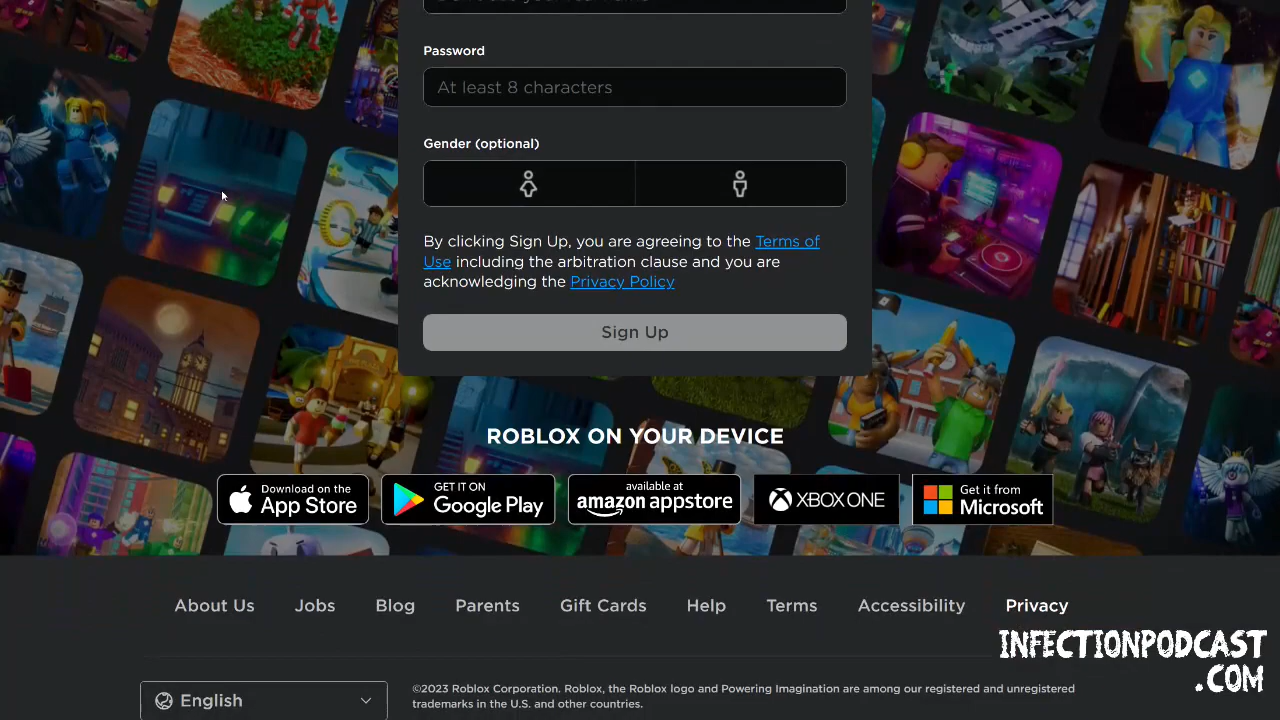 Password
At least 8 characters
Gender (optional)
By clicking Sign Up, you are agreeing to the Terms of
Use including the arbitration clause and you are
acknowledging the Privacy Policy
Sign Up
ROBLOX ON YOUR DEVICE
Download on the
App Store
GET IT ON
Google Play
available at
amazon appstore
XBOX ONE
Get it from
Microsoft
About Us
Jobs
Blog
Parents
Gift Cards
Help
Terms
Accessibility
Privacy
INFECTIONPODCAST
.COM
English
©2023 Roblox Corporation. Roblox, the Roblox logo and Powering Imagination are among our registered and unregistered
trademarks in the U.S. and other countries.